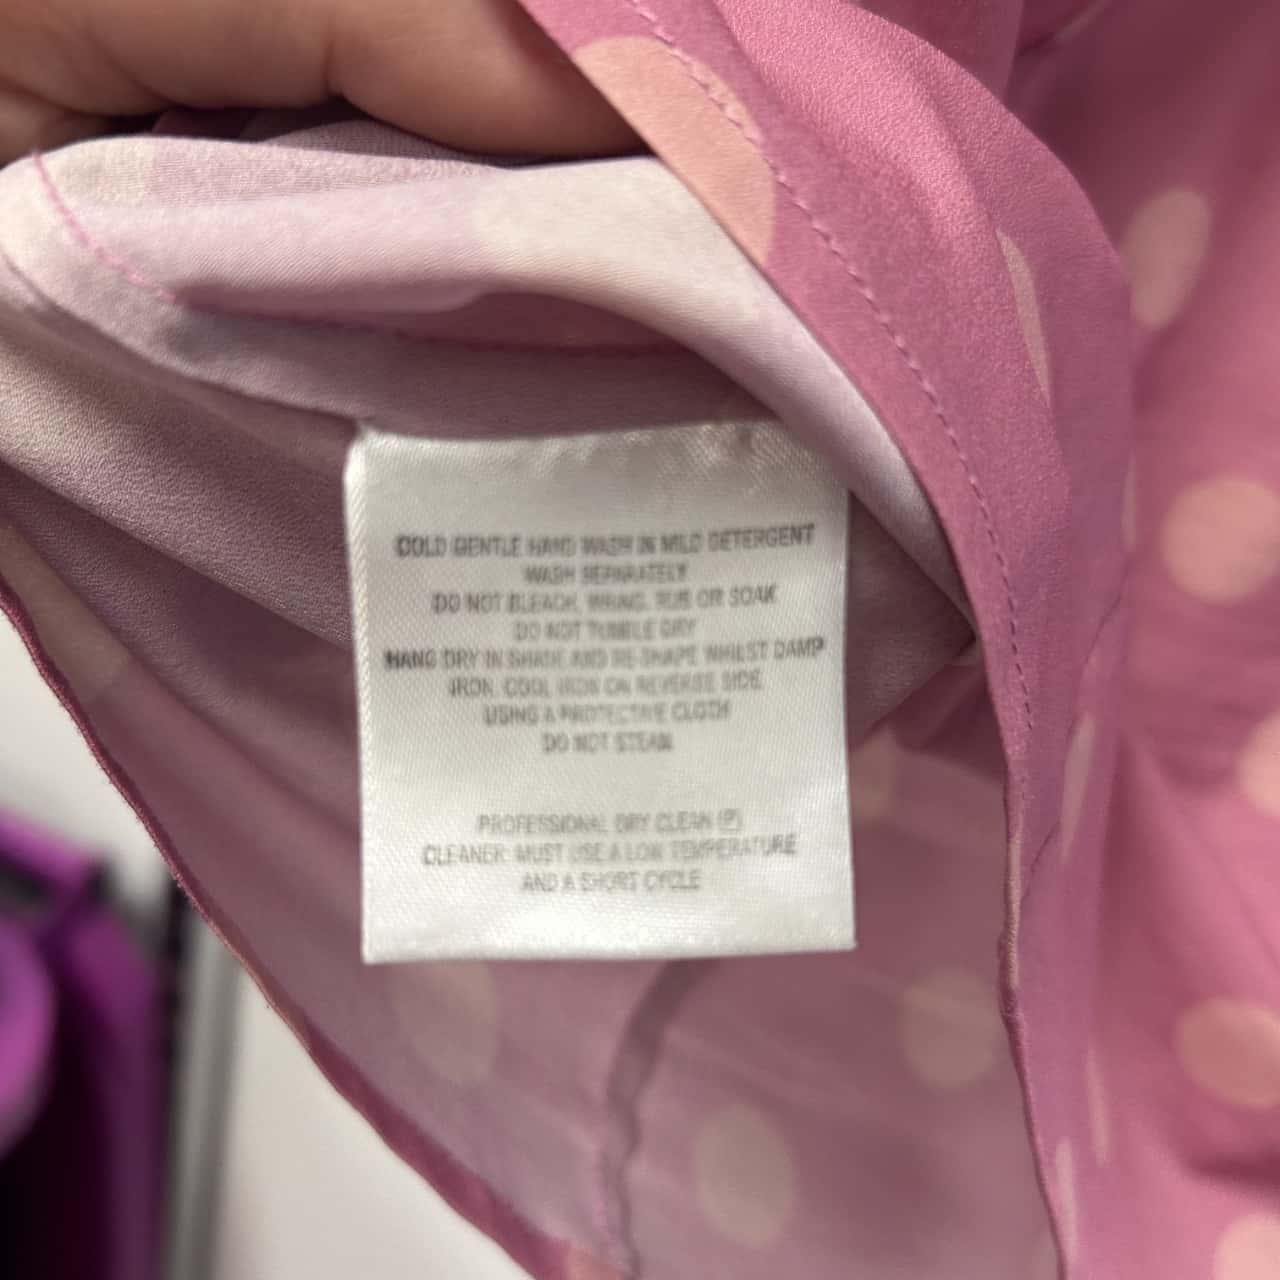 COLD GENTLE HAND WASH IN MILD DETERGENT
WASH SEPARATELY
DO NOT BLEACH, WRING, RUB OR SOAK
DO NOT TUMBLE DRY
HANG DRY IN SHADE AND RE-SHAPE WHILST DAMP
IRON: COOL IRON ON REVERSE SIDE
USING A PROTECTIVE CLOTH
DO NOT STEAM
PROFESSIONAL DRY CLEAN (P)
CLEANER MUST USE A LOW TEMPERATURE
AND A SHORT CYCLE